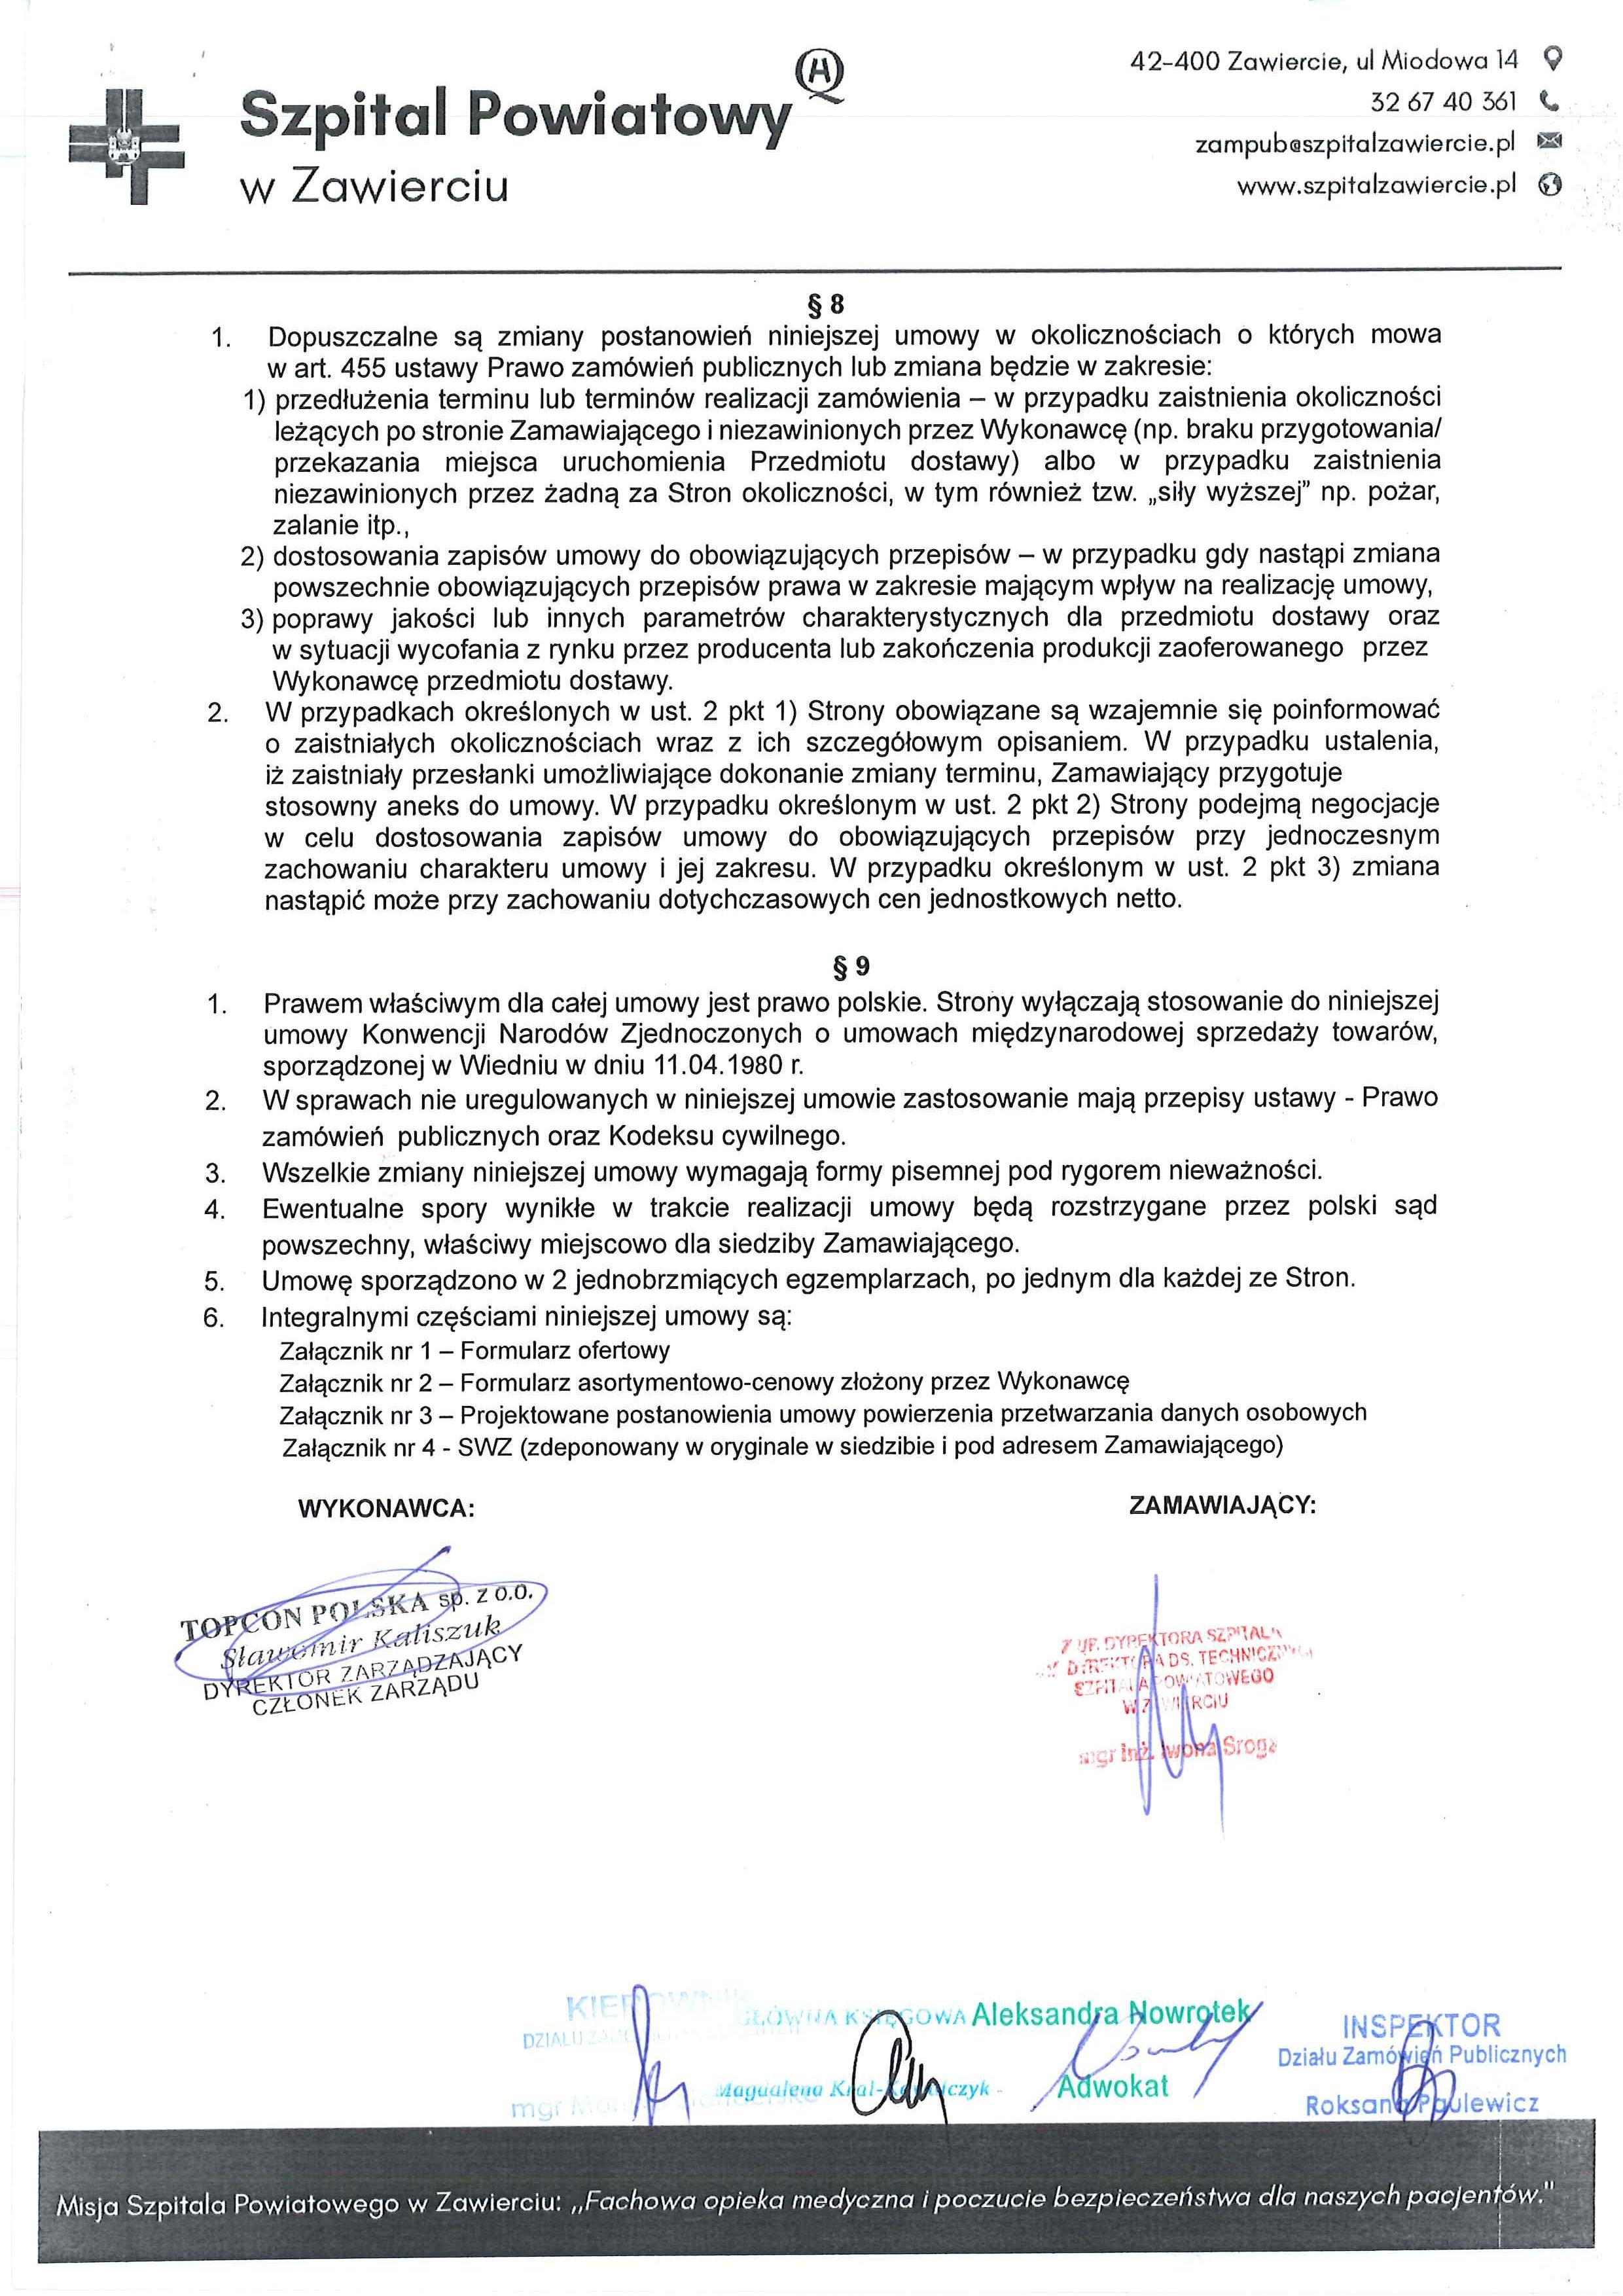 Szpital Powiatowy
w Zawierciu
42-400 Zawiercie, ul Miodowa 14
32 67 40 361
zampub@szpitalzawiercie.pl
www.szpitalzawiercie.pl
§ 8
1. Dopuszczalne są zmiany postanowień niniejszej umowy w okolicznościach o których mowa
w art. 455 ustawy Prawo zamówień publicznych lub zmiana będzie w zakresie:
1) przedłużenia terminu lub terminów realizacji zamówienia – w przypadku zaistnienia okoliczności
leżących po stronie Zamawiającego i niezawinionych przez Wykonawcę (np. braku przygotowania/
przekazania miejsca uruchomienia Przedmiotu dostawy) albo w przypadku zaistnienia
niezawinionych przez żadną za Stron okoliczności, w tym również tzw. „siły wyższej” np. pożar,
zalanie itp.,
2) dostosowania zapisów umowy do obowiązujących przepisów – w przypadku gdy nastąpi zmiana
powszechnie obowiązujących przepisów prawa w zakresie mającym wpływ na realizację umowy,
3) poprawy jakości lub innych parametrów charakterystycznych dla przedmiotu dostawy oraz
w sytuacji wycofania z rynku przez producenta lub zakończenia produkcji zaoferowanego przez
Wykonawcę przedmiotu dostawy.
2. W przypadkach określonych w ust. 2 pkt 1) Strony obowiązane są wzajemnie się poinformować
o zaistniałych okolicznościach wraz z ich szczegółowym opisaniem. W przypadku ustalenia,
iż zaistniały przesłanki umożliwiające dokonanie zmiany terminu, Zamawiający przygotuje
stosowny aneks do umowy. W przypadku określonym w ust. 2 pkt 2) Strony podejmą negocjacje
w celu dostosowania zapisów umowy do obowiązujących przepisów przy jednoczesnym
zachowaniu charakteru umowy i jej zakresu. W przypadku określonym w ust. 2 pkt 3) zmiana
nastąpić może przy zachowaniu dotychczasowych cen jednostkowych netto.
§ 9
1. Prawem właściwym dla całej umowy jest prawo polskie. Strony wyłączają stosowanie do niniejszej
umowy Konwencji Narodów Zjednoczonych o umowach międzynarodowej sprzedaży towarów,
sporządzonej w Wiedniu w dniu 11.04.1980 r.
2. W sprawach nie uregulowanych w niniejszej umowie zastosowanie mają przepisy ustawy - Prawo
zamówień publicznych oraz Kodeksu cywilnego.
3. Wszelkie zmiany niniejszej umowy wymagają formy pisemnej pod rygorem nieważności.
4. Ewentualne spory wynikłe w trakcie realizacji umowy będą rozstrzygane przez polski sąd
powszechny, właściwy miejscowo dla siedziby Zamawiającego.
5. Umowę sporządzono w 2 jednobrzmiących egzemplarzach, po jednym dla każdej ze Stron.
6. Integralnymi częściami niniejszej umowy są:
Załącznik nr 1 – Formularz ofertowy
Załącznik nr 2 – Formularz asortymentowo-cenowy złożony przez Wykonawcę
Załącznik nr 3 – Projektowane postanowienia umowy powierzenia przetwarzania danych osobowych
Załącznik nr 4 - SWZ (zdeponowany w oryginale w siedzibie i pod adresem Zamawiającego)
WYKONAWCA:
ZAMAWIAJĄCY:
TOPCON POLSKA sp. z o.o.
Sławomir Kaliszuk
DYREKTOR ZARZĄDZAJĄCY
CZŁONEK ZARZĄDU
DYREKTORA SZPITALA
DS. TECHNICZNYCH
SZPITALA POWIATOWEGO
W ZAWIERCIU
mgr inż. Iwona Sroga
KIEROWNIK
mgr
GŁÓWNA KSIĘGOWA
Magdalena
Aleksandra Nowrotek
Adwokat
INSPEKTOR
Działu Zamówień Publicznych
Roksana Paulewicz
Misja Szpitala Powiatowego w Zawierciu: ,,Fachowa opieka medyczna i poczucie bezpieczeństwa dla naszych pacjentów."